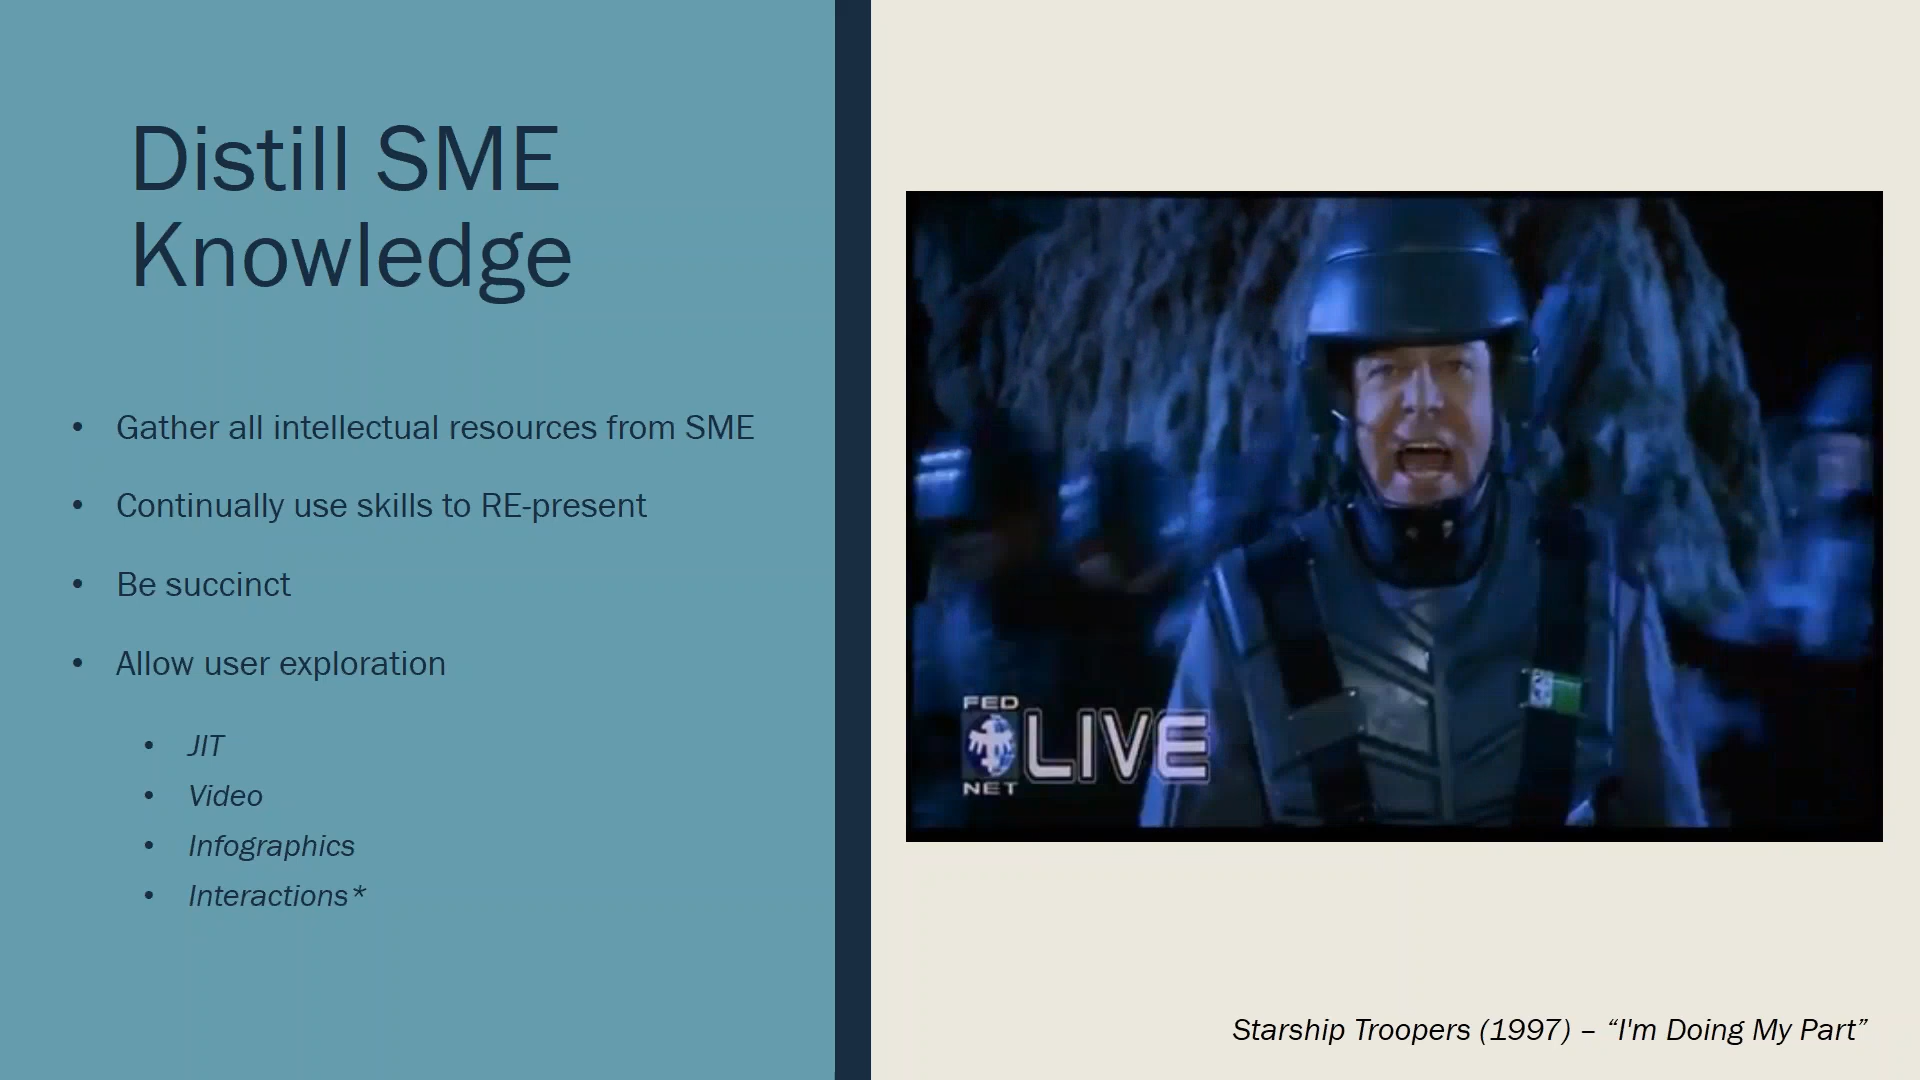 Distill SME
Knowledge
• Gather all intellectual resources from SME
• Continually use skills to RE-present
• Be succinct
• Allow user exploration
• JIT
• Video
• Infographics
• Interactions*
FED
LIVE
NET
Starship Troopers (1997) – “I'm Doing My Part”